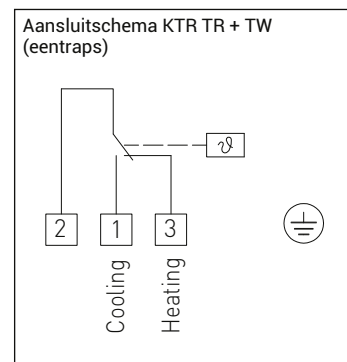 Aansluitschema KTR TR + TW
(eentraps)
ϑ
2 1 3
Cooling
Heating